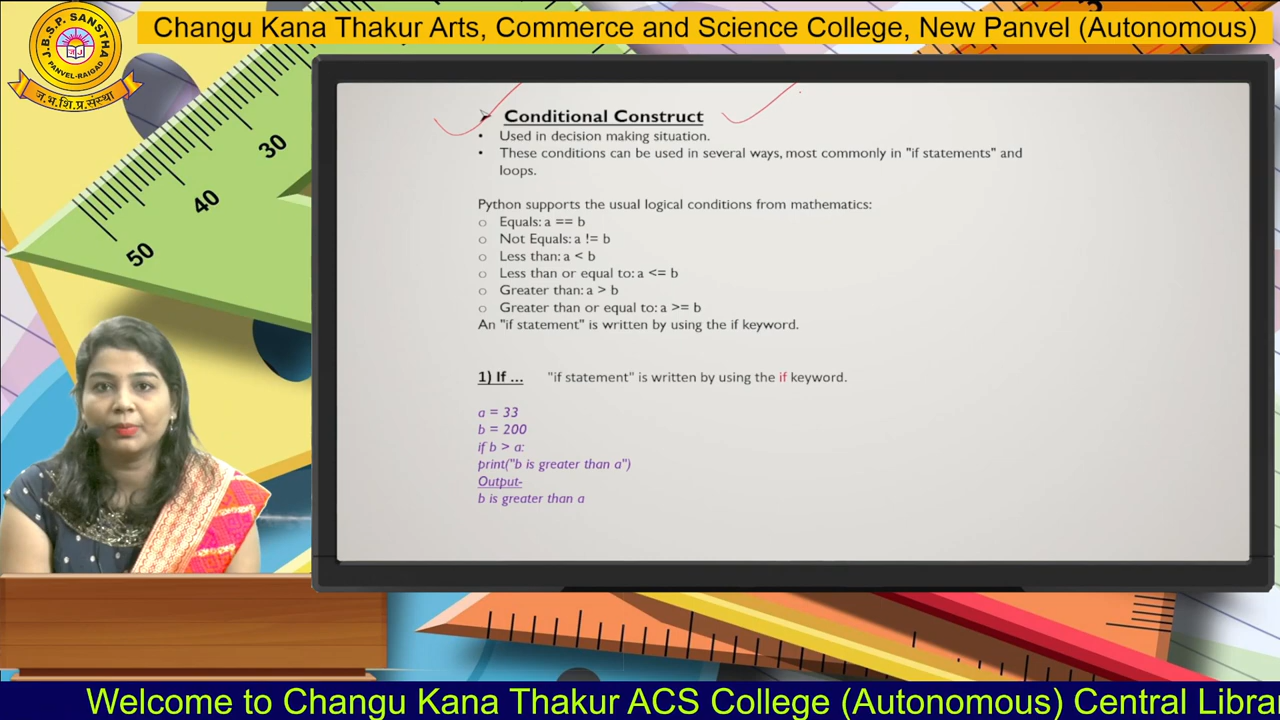 Changu Kana Thakur Arts, Commerce and Science College, New Panvel (Autonomous)
J.B.S.P. SANSTHA
PANVEL-RAIGAD
ज.भ.शि.प्र.संस्था
30
40
50
➢ Conditional Construct
• Used in decision making situation.
• These conditions can be used in several ways, most commonly in "if statements" and
loops.
Python supports the usual logical conditions from mathematics:
o Equals: a == b
o Not Equals: a != b
o Less than: a < b
o Less than or equal to: a <= b
o Greater than: a > b
o Greater than or equal to: a >= b
An "if statement" is written by using the if keyword.
1) If ... "if statement" is written by using the if keyword.
a = 33
b = 200
if b > a:
print("b is greater than a")
Output-
b is greater than a
Welcome to Changu Kana Thakur ACS College (Autonomous) Central Libra